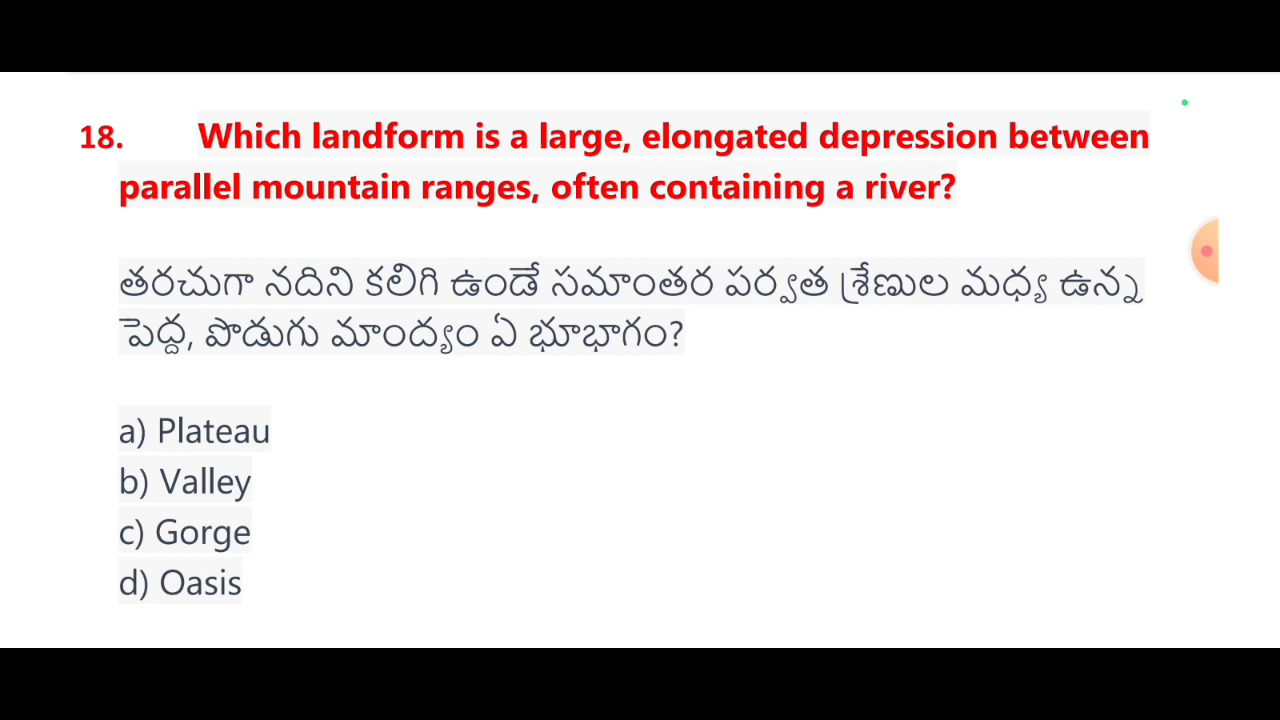 18. Which landform is a large, elongated depression between
parallel mountain ranges, often containing a river?
తరచుగా నదిని కలిగి ఉండే సమాంతర పర్వత శ్రేణుల మధ్య ఉన్న
పెద్ద, పొడుగు మాంద్యం ఏ భూభాగం?
a) Plateau
b) Valley
c) Gorge
d) Oasis